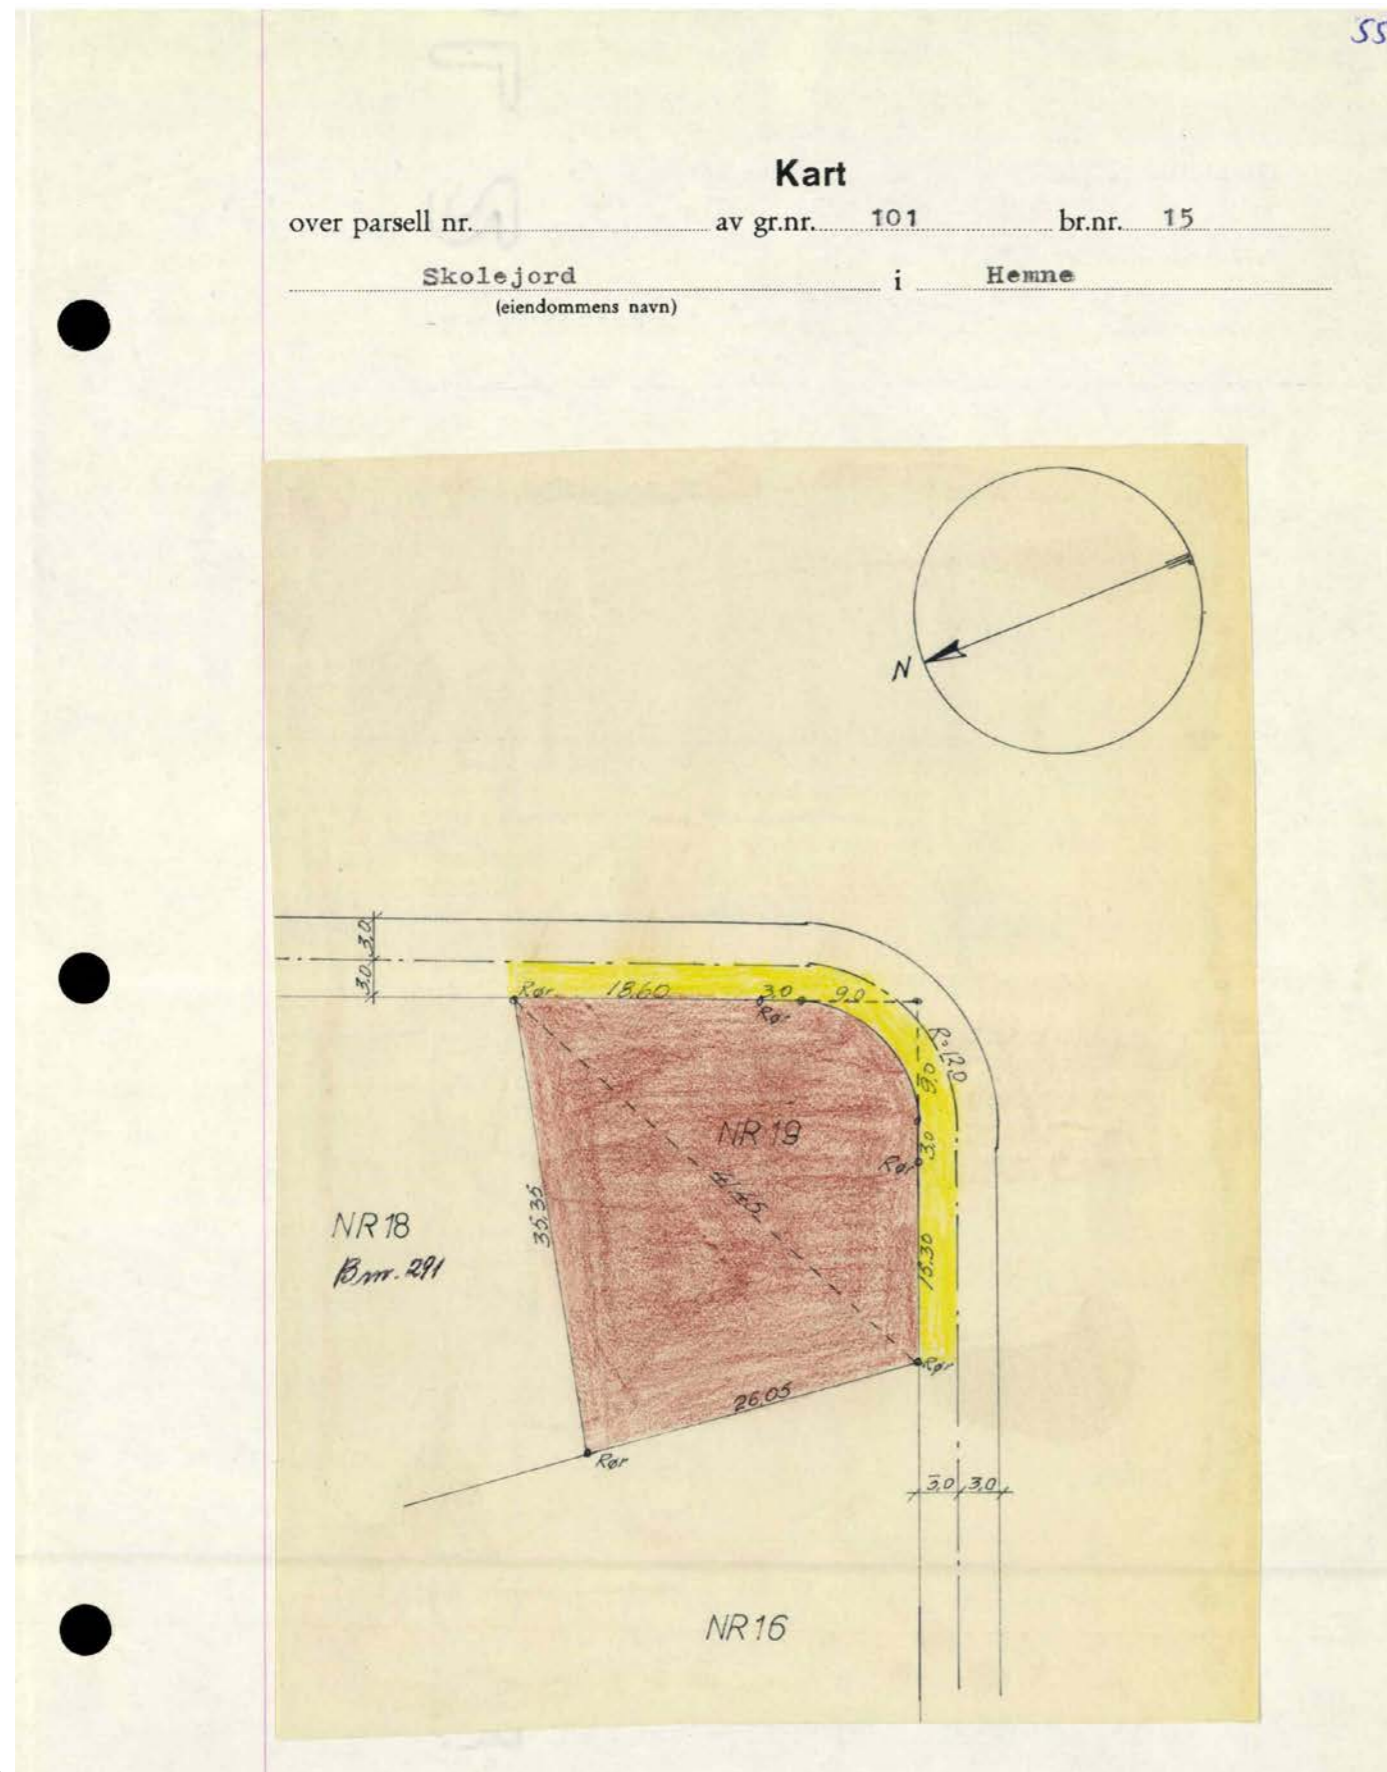 55
Kart
over parsell nr. av gr.nr. 101 br.nr. 15
Skolejord i Hemne
(eiendommens navn)
N
3.0 3.0
Rør 18.60 3.0 9.0
Rør
R=12.0
9.0
NR 19
3.0
Rør
41.45
NR 18
35.35
Brnr. 291
15.30
Rør
26.05
Rør
3.0 3.0
NR 16